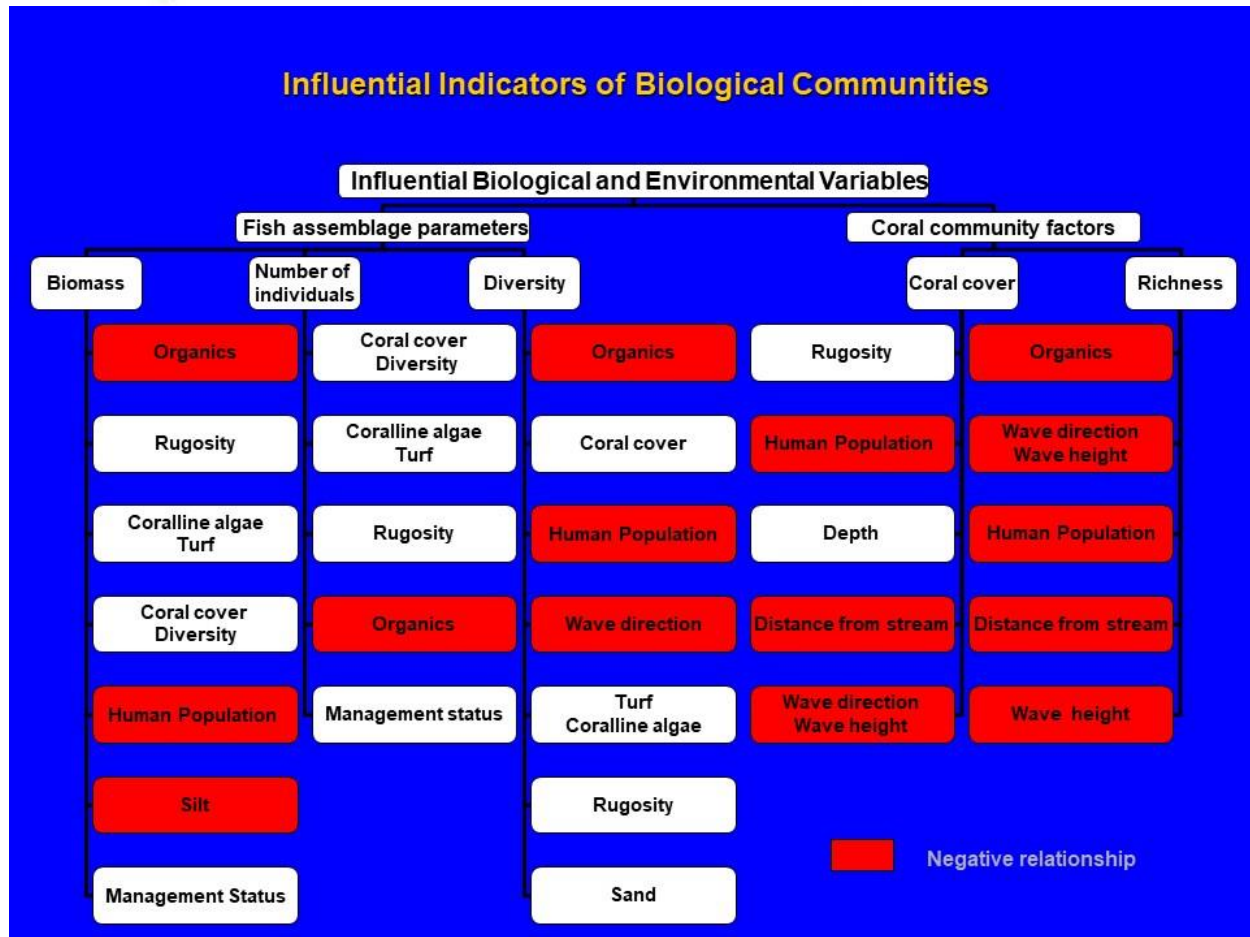 Influential Indicators of Biological Communities
Influential Biological and Environmental Variables
Fish assemblage parameters
Coral community factors
Biomass
Number of
individuals
Diversity
Coral cover
Richness
Organics
Coral cover
Diversity
Organics
Rugosity
Organics
Rugosity
Coralline algae
Turf
Coral cover
Human Population
Wave direction
Wave height
Coralline algae
Turf
Rugosity
Human Population
Depth
Human Population
Coral cover
Diversity
Organics
Wave direction
Distance from stream
Distance from stream
Human Population
Management status
Turf
Coralline algae
Wave direction
Wave height
Wave height
Silt
Rugosity
Negative relationship
Management Status
Sand